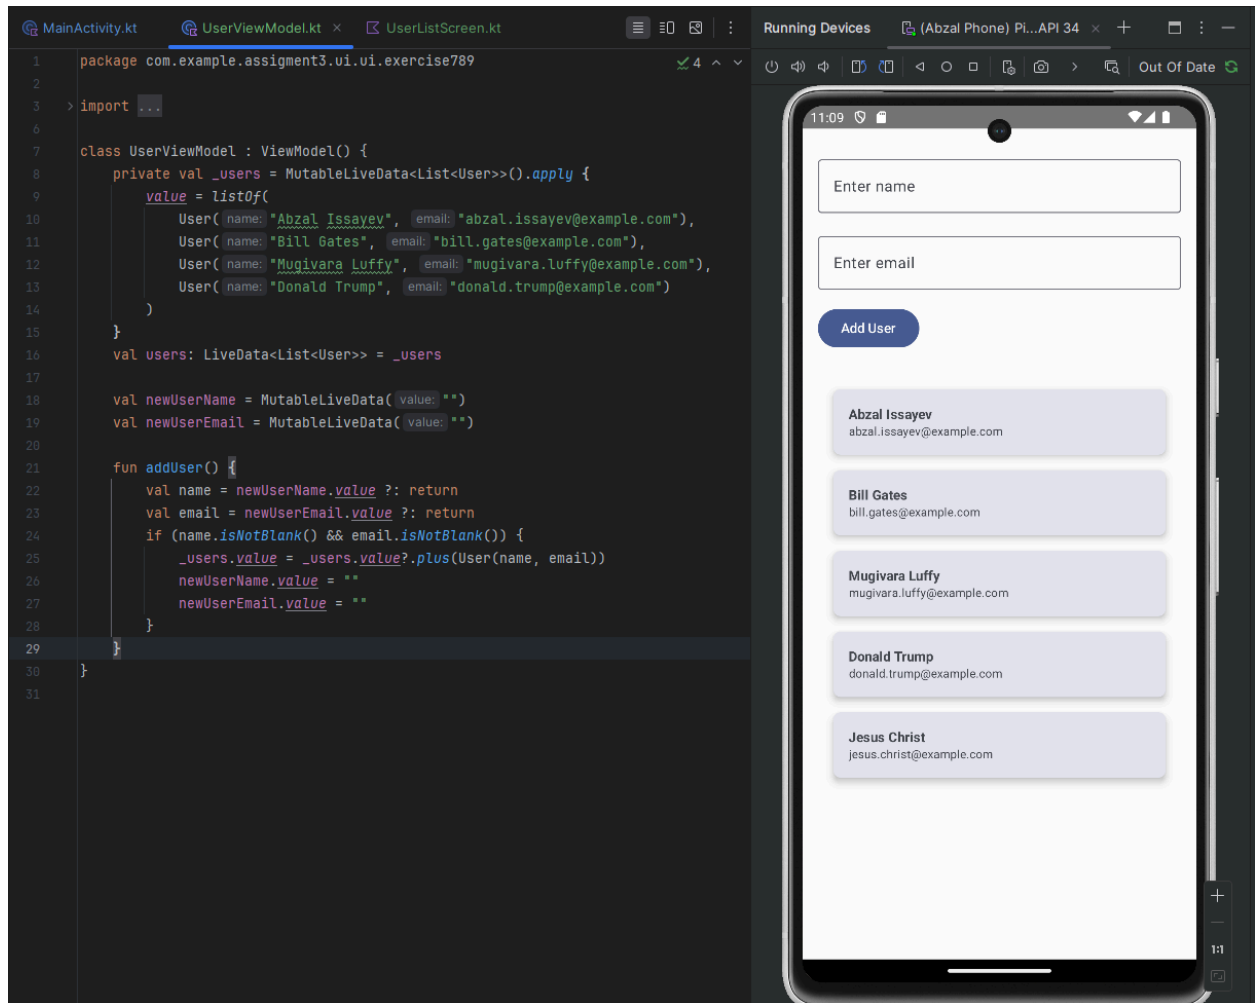 MainActivity.kt UserViewModel.kt × UserListScreen.kt
1 package com.example.assigment3.ui.ui.exercise789
4
2
3 > import ...
6
7 class UserViewModel : ViewModel() {
8 private val _users = MutableLiveData<List<User>>().apply {
9 value = listOf(
10 User( name: "Abzal Issayev", email: "abzal.issayev@example.com"),
11 User( name: "Bill Gates", email: "bill.gates@example.com"),
12 User( name: "Mugivara Luffy", email: "mugivara.luffy@example.com"),
13 User( name: "Donald Trump", email: "donald.trump@example.com")
14 )
15 }
16 val users: LiveData<List<User>> = _users
17
18 val newUserName = MutableLiveData( value: "")
19 val newUserEmail = MutableLiveData( value: "")
20
21 fun addUser() {
22 val name = newUserName.value ?: return
23 val email = newUserEmail.value ?: return
24 if (name.isNotBlank() && email.isNotBlank()) {
25 _users.value = _users.value?.plus(User(name, email))
26 newUserName.value = ""
27 newUserEmail.value = ""
28 }
29 }
30 }
31
Running Devices (Abzal Phone) Pi...API 34 ×
Out Of Date
11:09
Enter name
Enter email
Add User
Abzal Issayev
abzal.issayev@example.com
Bill Gates
bill.gates@example.com
Mugivara Luffy
mugivara.luffy@example.com
Donald Trump
donald.trump@example.com
Jesus Christ
jesus.christ@example.com
1:1